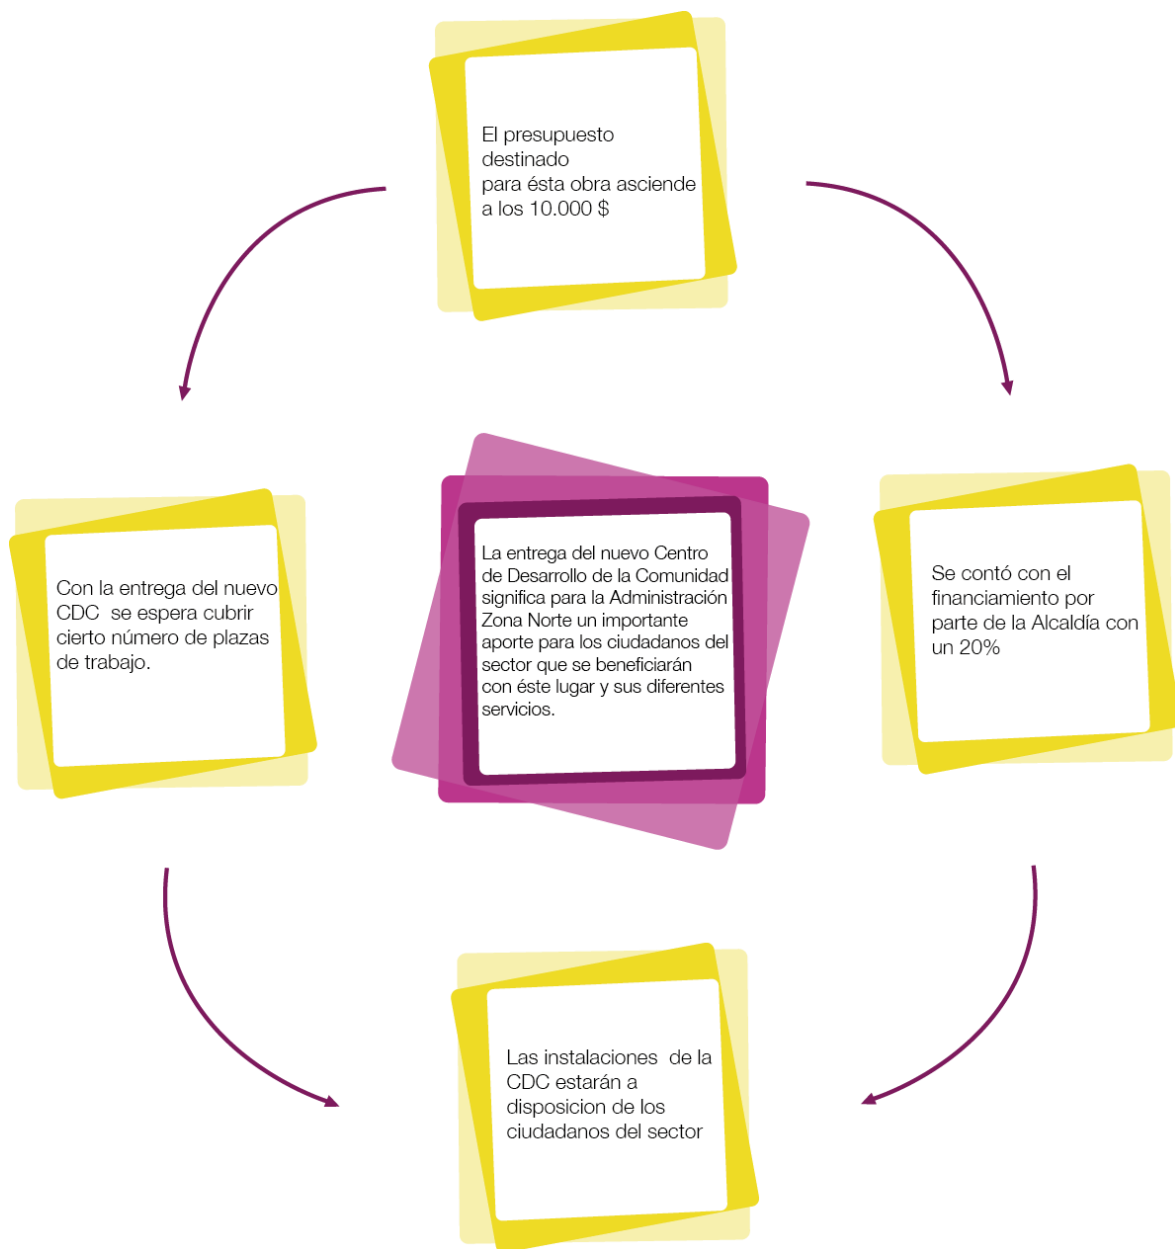 El presupuesto
destinado
para ésta obra asciende
a los 10.000 $
Con la entrega del nuevo
CDC  se espera cubrir
cierto número de plazas
de trabajo.
La entrega del nuevo Centro
de Desarrollo de la Comunidad
significa para la Administración
Zona Norte un importante
aporte para los ciudadanos del
sector que se beneficiarán
con éste lugar y sus diferentes
servicios.
Se contó con el
financiamiento por
parte de la Alcaldía con
un 20%
Las instalaciones  de la
CDC estarán a
disposicion de los
ciudadanos del sector